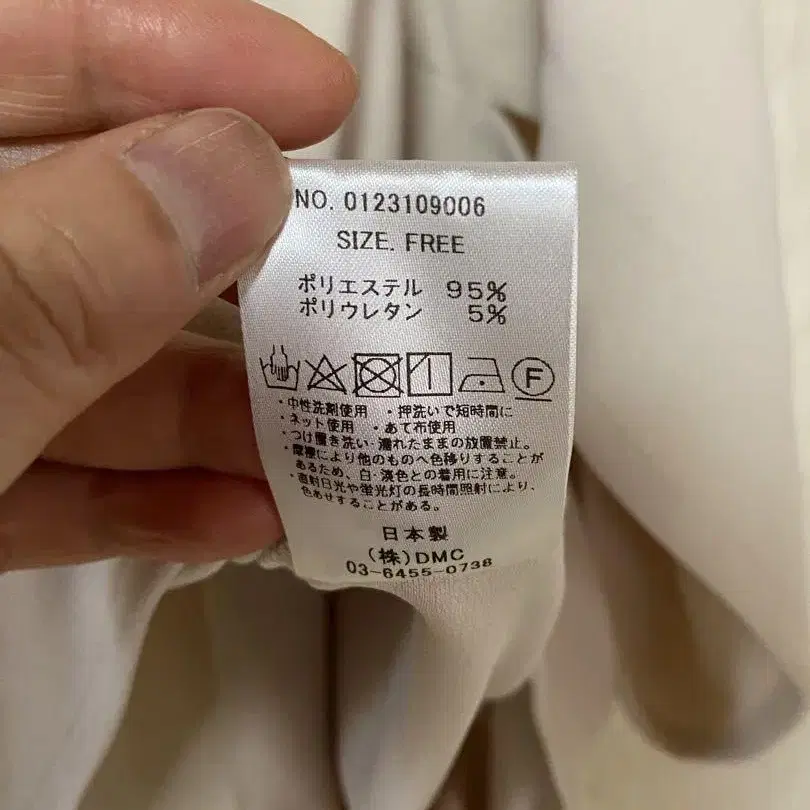 NO. 0123109006
SIZE. FREE
ポリエステル 95%
ポリウレタン 5%
F
・中性洗剤使用 ・押洗いで短時間に
・ネット使用 ・あて布使用
・つけ置き洗い・濡れたままの放置禁止。
・摩擦により他のものへ色移りすることが
あるため、白・淡色との着用に注意。
・直射日光や蛍光灯の長時間照射により、
色あせすることがある。
日本製
(株)DMC
03-6455-0738